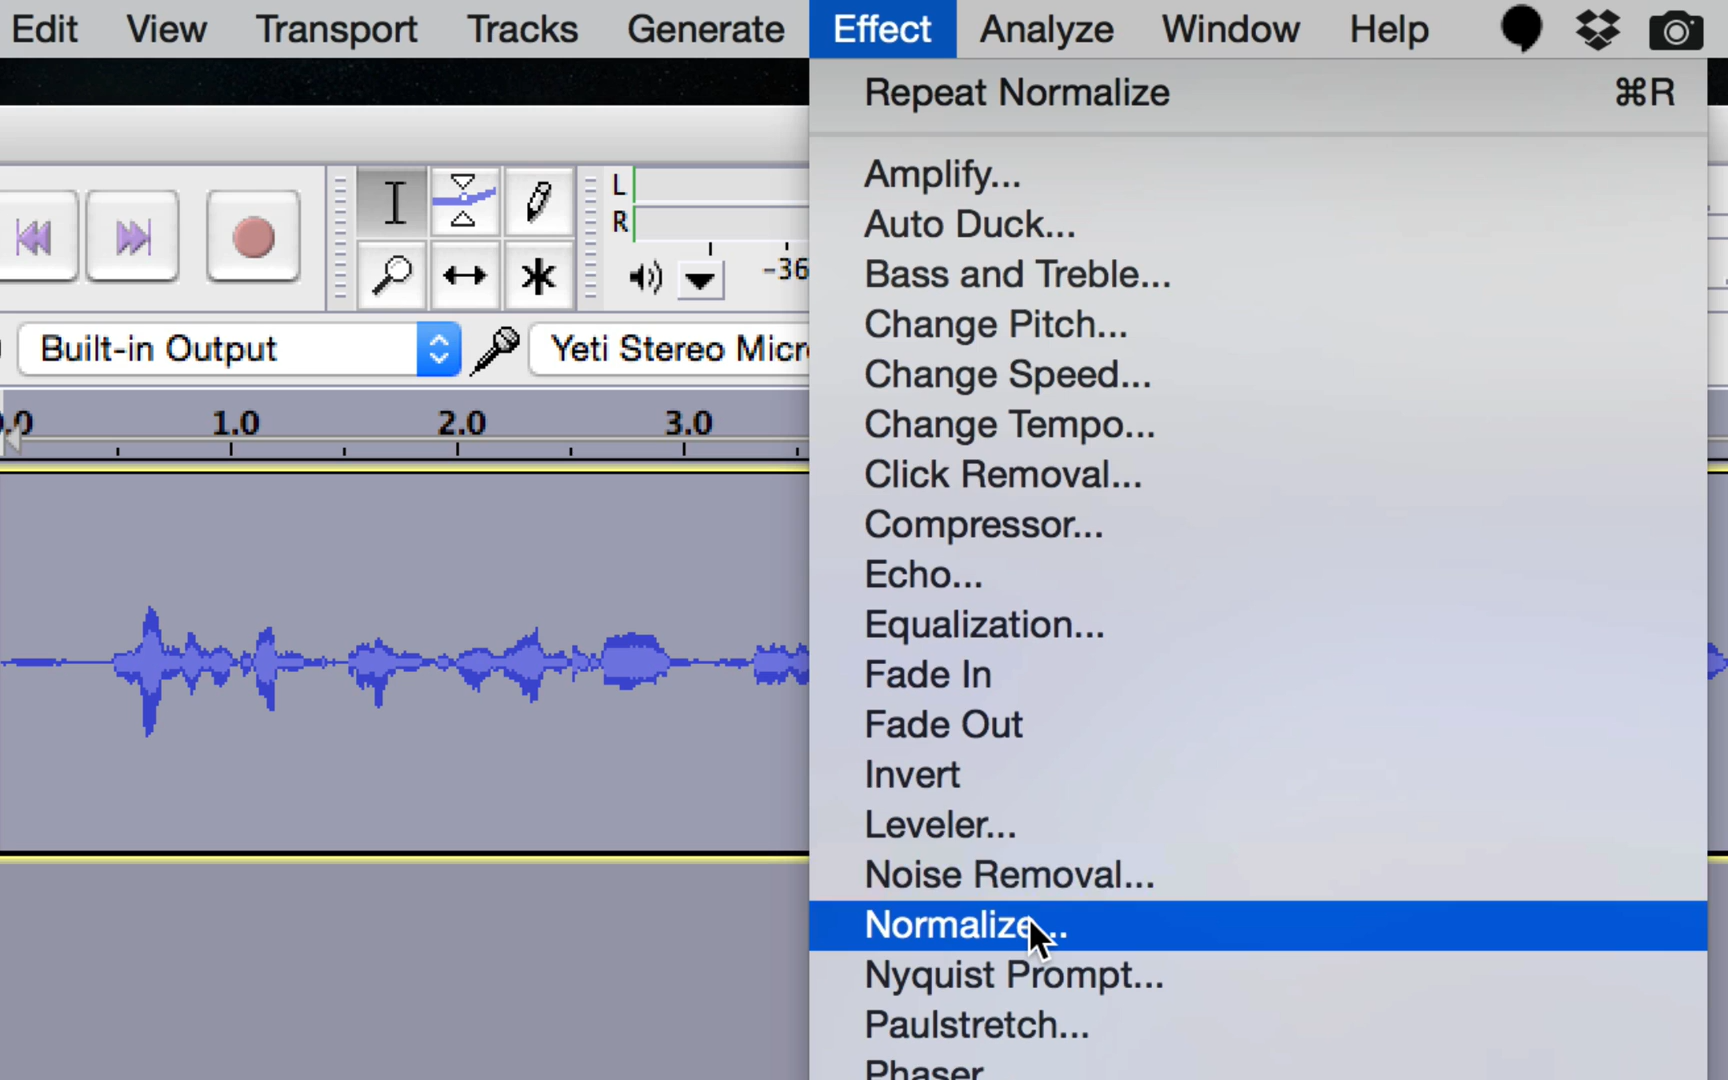 Edit View Transport Tracks Generate Effect Analyze Window Help
Repeat Normalize ⌘R
Amplify...
L
Auto Duck...
R
Bass and Treble...
-36
Change Pitch...
Built-in Output Yeti Stereo Micr
Change Speed...
0.0 1.0 2.0 3.0
Change Tempo...
Click Removal...
Compressor...
Echo...
Equalization...
Fade In
Fade Out
Invert
Leveler...
Noise Removal...
Normalize...
Nyquist Prompt...
Paulstretch...
Phaser